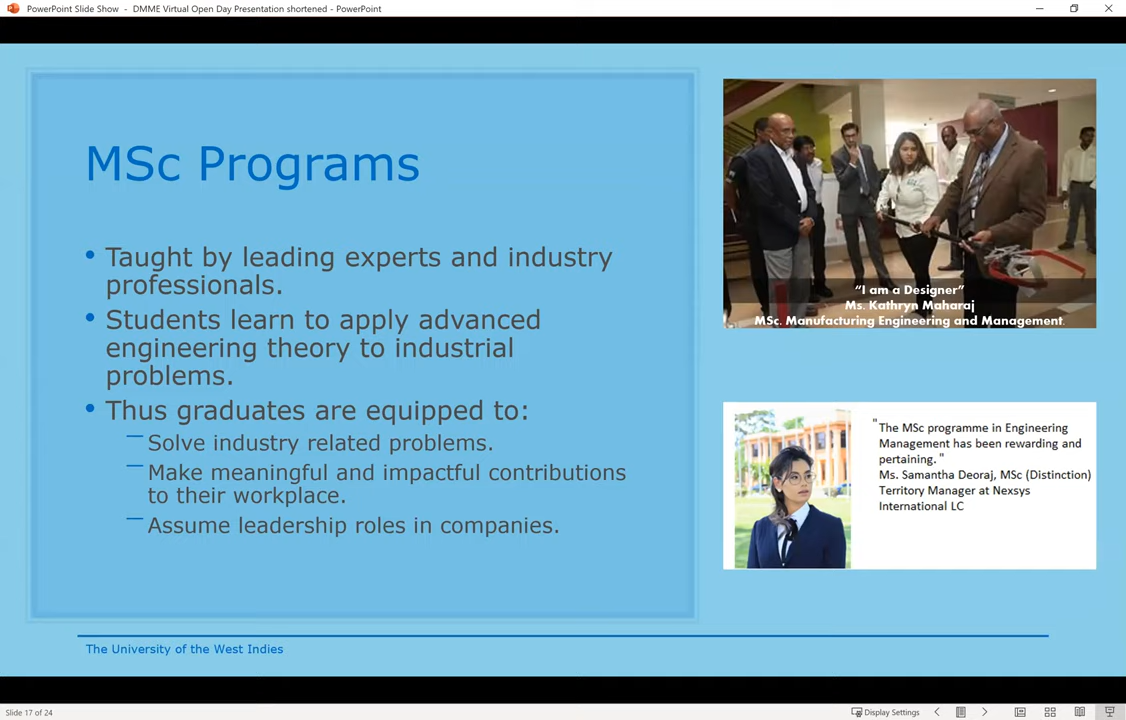 PowerPoint Slide Show - DMME Virtual Open Day Presentation shortened - PowerPoint
MSc Programs
• Taught by leading experts and industry
professionals.
• Students learn to apply advanced
engineering theory to industrial
problems.
• Thus graduates are equipped to:
— Solve industry related problems.
— Make meaningful and impactful contributions
to their workplace.
— Assume leadership roles in companies.
“I am a Designer”
Ms. Kathryn Maharaj
MSc. Manufacturing Engineering and Management
"The MSc programme in Engineering
Management has been rewarding and
pertaining."
Ms. Samantha Deoraj, MSc (Distinction)
Territory Manager at Nexsys
International LC
The University of the West Indies
Slide 17 of 24
Display Settings